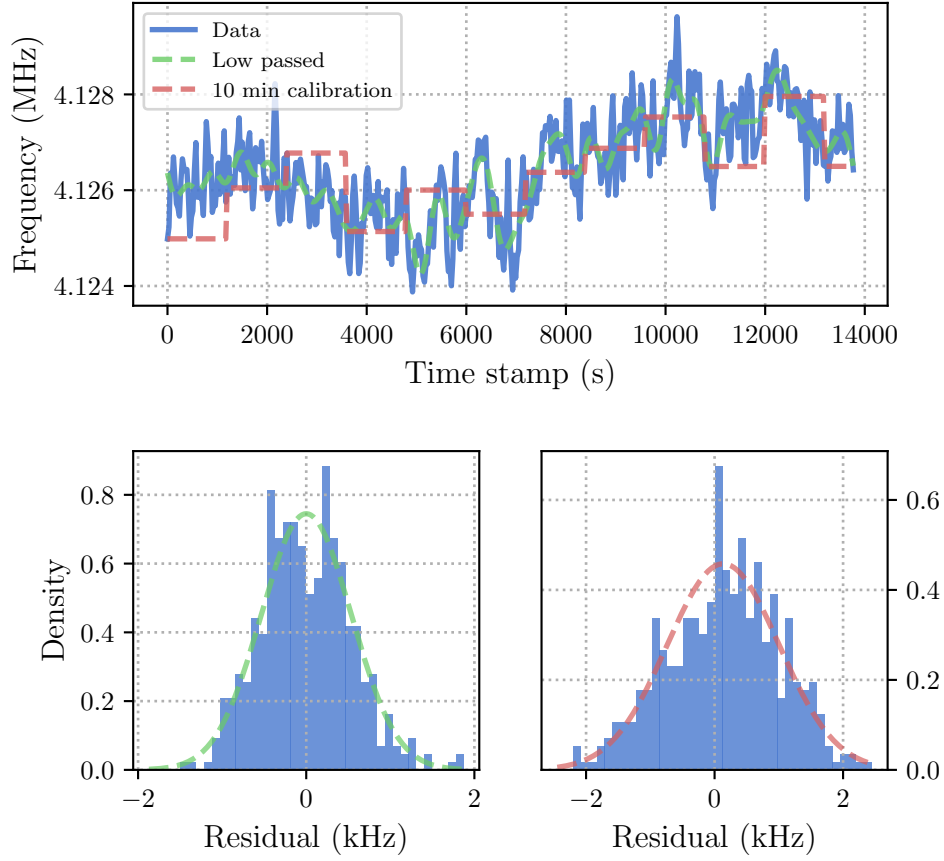 Data
Low passed
10 min calibration
Frequency (MHz)
4.128
4.126
4.124
0 2000 4000 6000 8000 10000 12000 14000
Time stamp (s)
Density
0.8
0.6
0.4
0.2
0.0
−2 0 2
Residual (kHz)
0.6
0.4
0.2
0.0
−2 0 2
Residual (kHz)